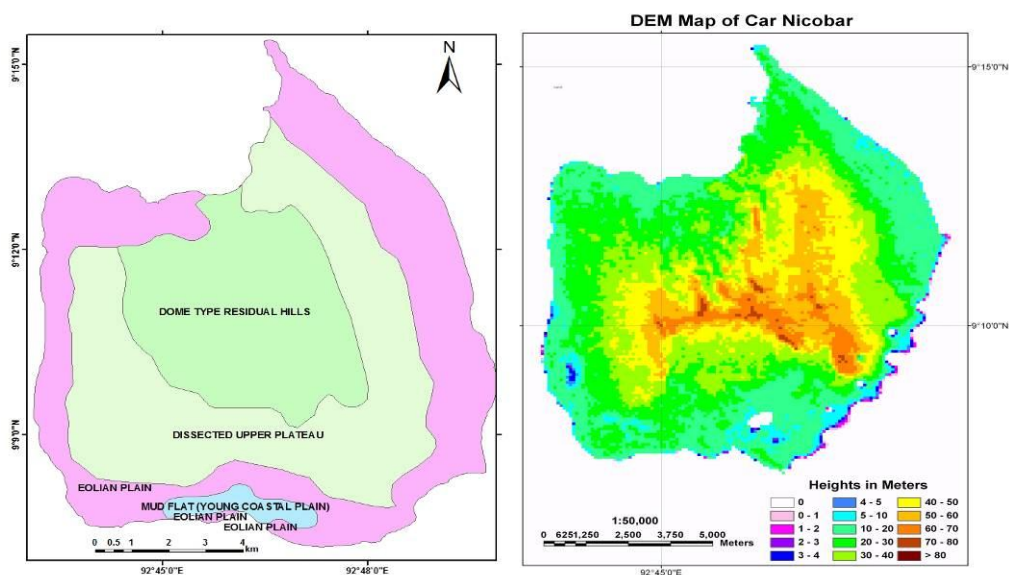 N
9°15'0"N
9°12'0"N
9°9'0"N
DOME TYPE RESIDUAL HILLS
DISSECTED UPPER PLATEAU
EOLIAN PLAIN
MUD FLAT (YOUNG COASTAL PLAIN)
EOLIAN PLAIN
EOLIAN PLAIN
0 0.5 1 2 3 4
km
92°45'0"E 92°48'0"E
DEM Map of Car Nicobar
9°15'0"N
9°10'0"N
Heights in Meters
0 4 - 5 40 - 50
0 - 1 5 - 10 50 - 60
1 - 2 10 - 20 60 - 70
2 - 3 20 - 30 70 - 80
3 - 4 30 - 40 > 80
1:50,000
0 6251,250 2,500 3,750 5,000
Meters
92°45'0"E